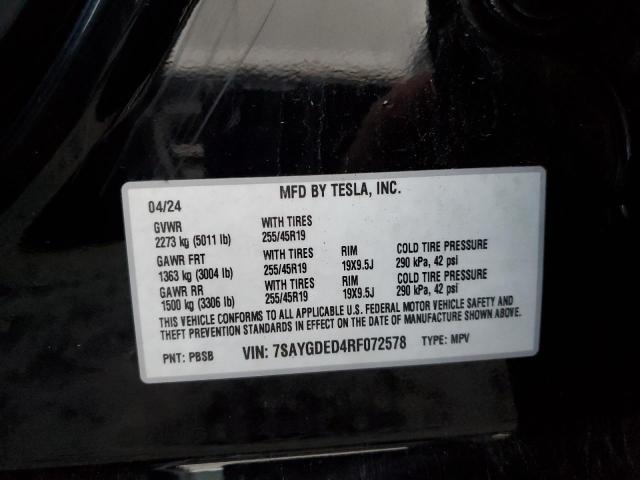 MFD BY TESLA, INC.
04/24
GVWR WITH TIRES
2273 kg (5011 lb) 255/45R19
GAWR FRT WITH TIRES RIM COLD TIRE PRESSURE
1363 kg (3004 lb) 255/45R19 19X9.5J 290 kPa, 42 psi
GAWR RR WITH TIRES RIM COLD TIRE PRESSURE
1500 kg (3306 lb) 255/45R19 19X9.5J 290 kPa, 42 psi
THIS VEHICLE CONFORMS TO ALL APPLICABLE U.S. FEDERAL MOTOR VEHICLE SAFETY AND
THEFT PREVENTION STANDARDS IN EFFECT ON THE DATE OF MANUFACTURE SHOWN ABOVE.
PNT: PBSB VIN: 7SAYGDED4RF072578 TYPE: MPV